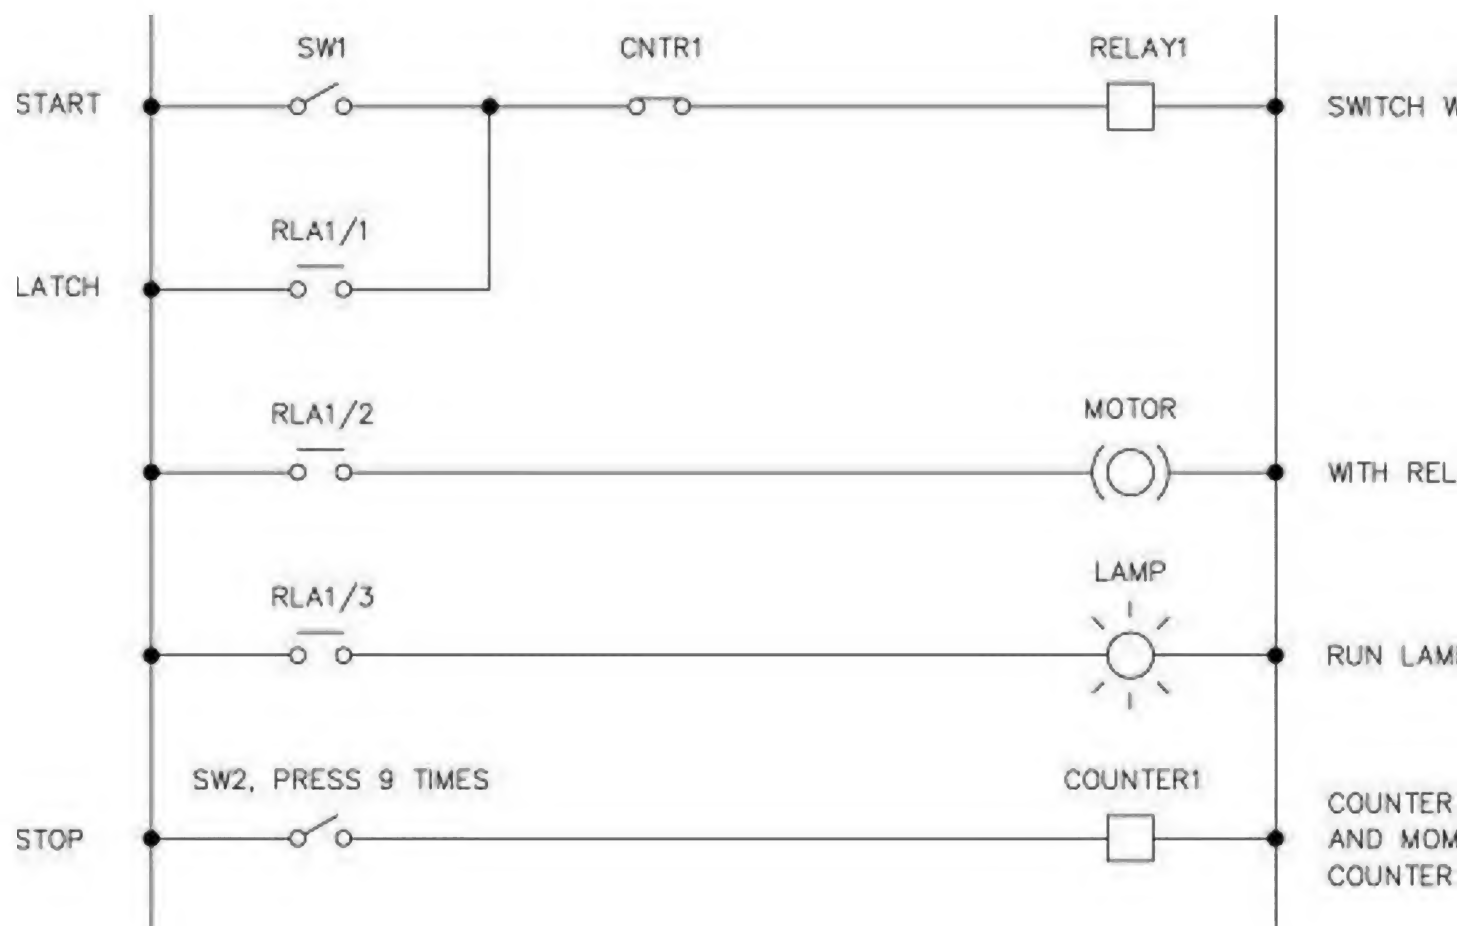 SW1 CNTR1 RELAY1
START SWITCH
RLA1/1
LATCH
RLA1/2 MOTOR
WITH
LAMP
RLA1/3
RUN
SW2, PRESS 9 TIMES COUNTER1
COUNTER
STOP AND
COUNTER